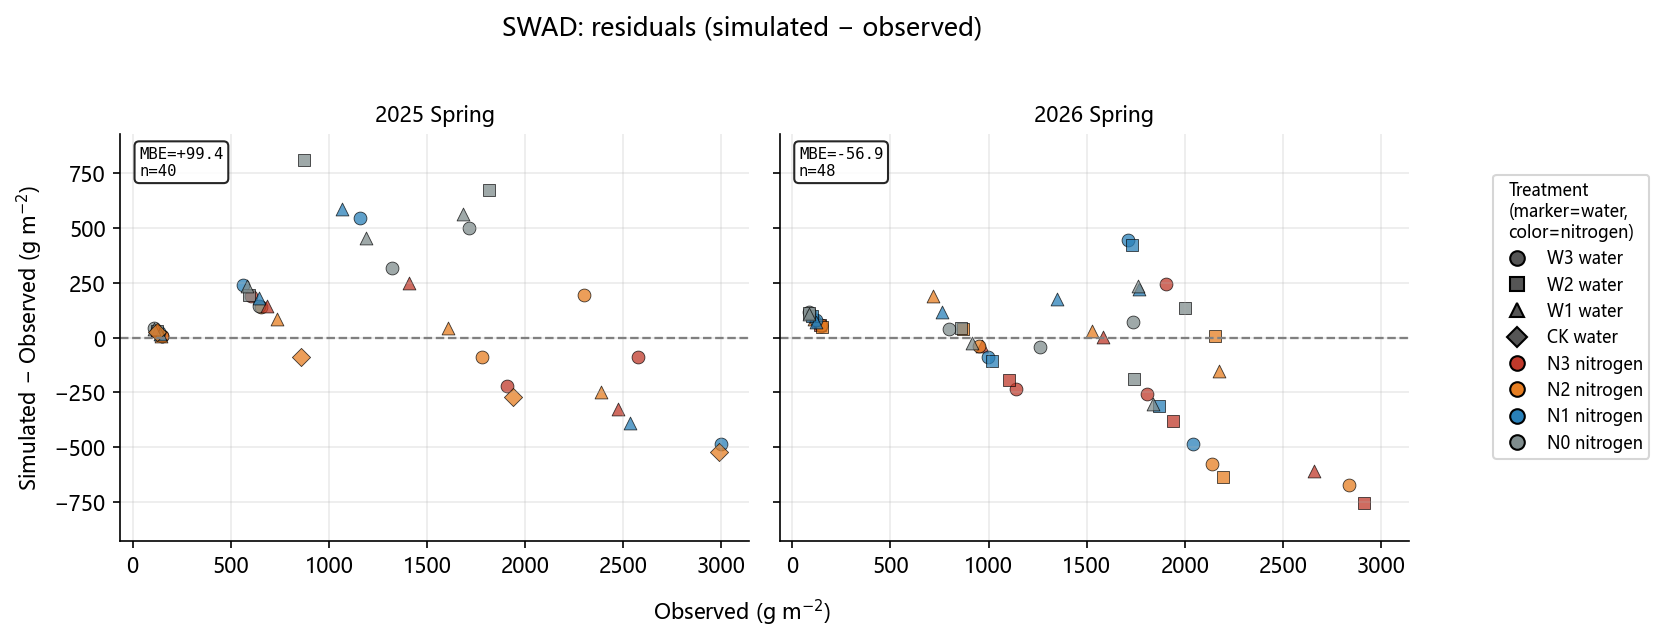 SWAD: residuals (simulated − observed)
2025 Spring
2026 Spring
MBE=+99.4
n=40
MBE=-56.9
n=48
Simulated − Observed (g m⁻²)
750
500
250
0
−250
−500
−750
0 500 1000 1500 2000 2500 3000
0 500 1000 1500 2000 2500 3000
Observed (g m⁻²)
Treatment
(marker=water,
color=nitrogen)
W3 water
W2 water
W1 water
CK water
N3 nitrogen
N2 nitrogen
N1 nitrogen
N0 nitrogen